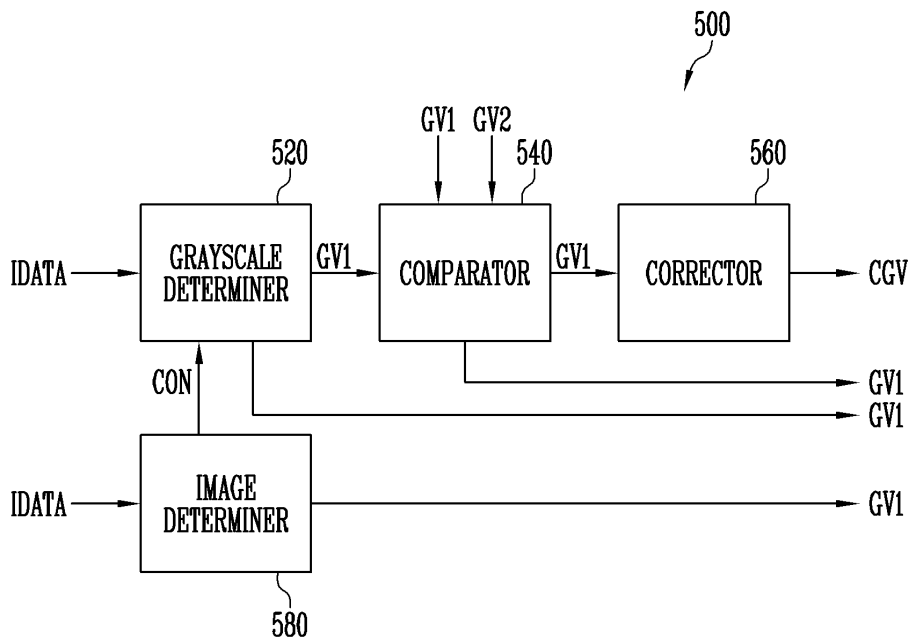 500
GV1 GV2
520
540
560
IDATA
GRAYSCALE
DETERMINER
GV1
COMPARATOR
GV1
CORRECTOR
CGV
CON
GV1
GV1
IDATA
IMAGE
DETERMINER
GV1
580